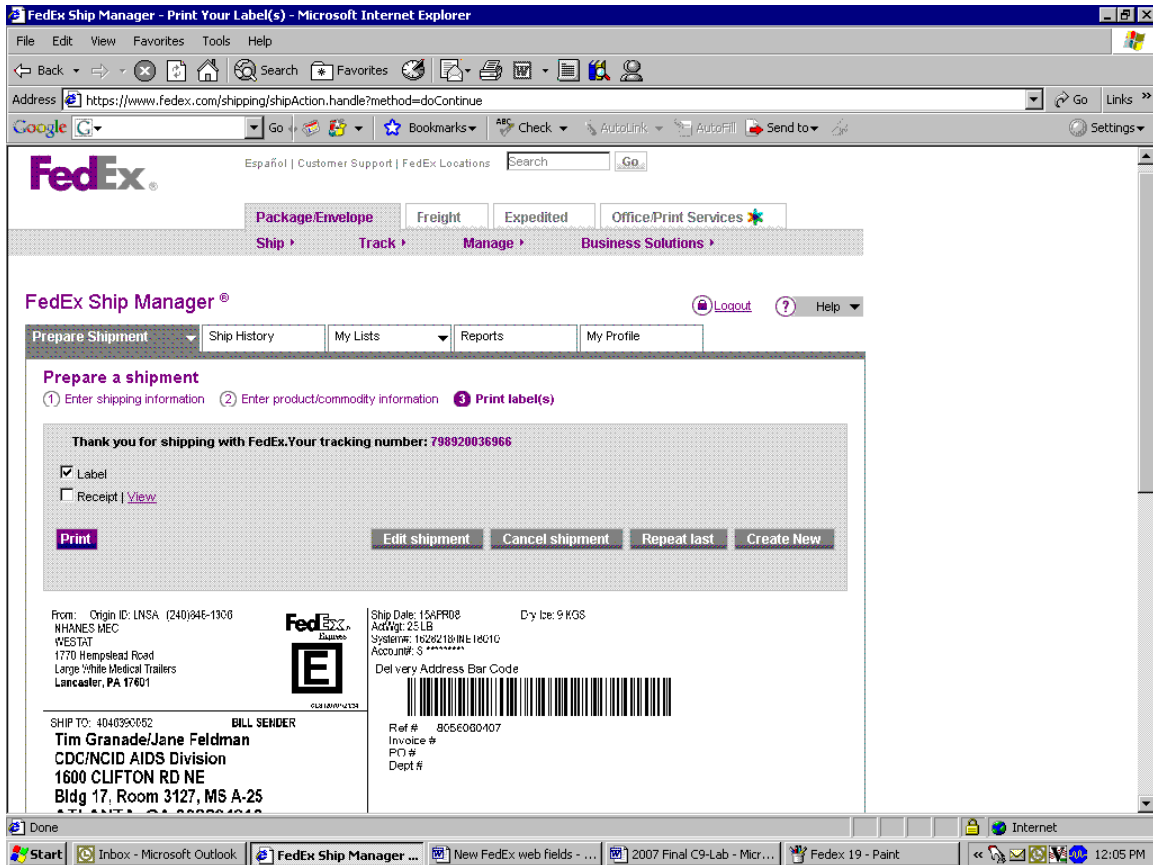 FedEx Ship Manager - Print Your Label(s) - Microsoft Internet Explorer
File Edit View Favorites Tools Help
Back Search Favorites
Address https://www.fedex.com/shipping/shipAction.handle?method=doContinue Go Links »
Google G Go Bookmarks ABC Check AutoLink AutoFill Send to Settings
FedEx®
Español | Customer Support | FedEx Locations Search Go
Package/Envelope Freight Expedited Office/Print Services
Ship Track Manage Business Solutions
FedEx Ship Manager ® Logout ? Help
Prepare Shipment Ship History My Lists Reports My Profile
Prepare a shipment
1 Enter shipping information 2 Enter product/commodity information 3 Print label(s)
Thank you for shipping with FedEx.Your tracking number: 798920036966
Label
Receipt | View
Print Edit shipment Cancel shipment Repeat last Create New
From: Origin ID: LNSA
NHANES MEC
WESTAT
1770 Hempstead Road
Large White Medical Trailers
Lancaster, PA 17601
FedEx
Express
E
Ship Date: 15APR08 Dry Ice: 9 KGS
ActWgt: 25 LB
System#:
Account#: S *********
Delivery Address Bar Code
SHIP TO: BILL SENDER
Tim Granade/Jane Feldman
CDC/NCID AIDS Division
1600 CLIFTON RD NE
Bldg 17, Room 3127, MS A-25
Ref # 8056060407
Invoice #
PO #
Dept #
Done Internet
Start Inbox - Microsoft Outlook FedEx Ship Manager ... New FedEx web fields - ... 2007 Final C9-Lab - Micr... Fedex 19 - Paint « 12:05 PM